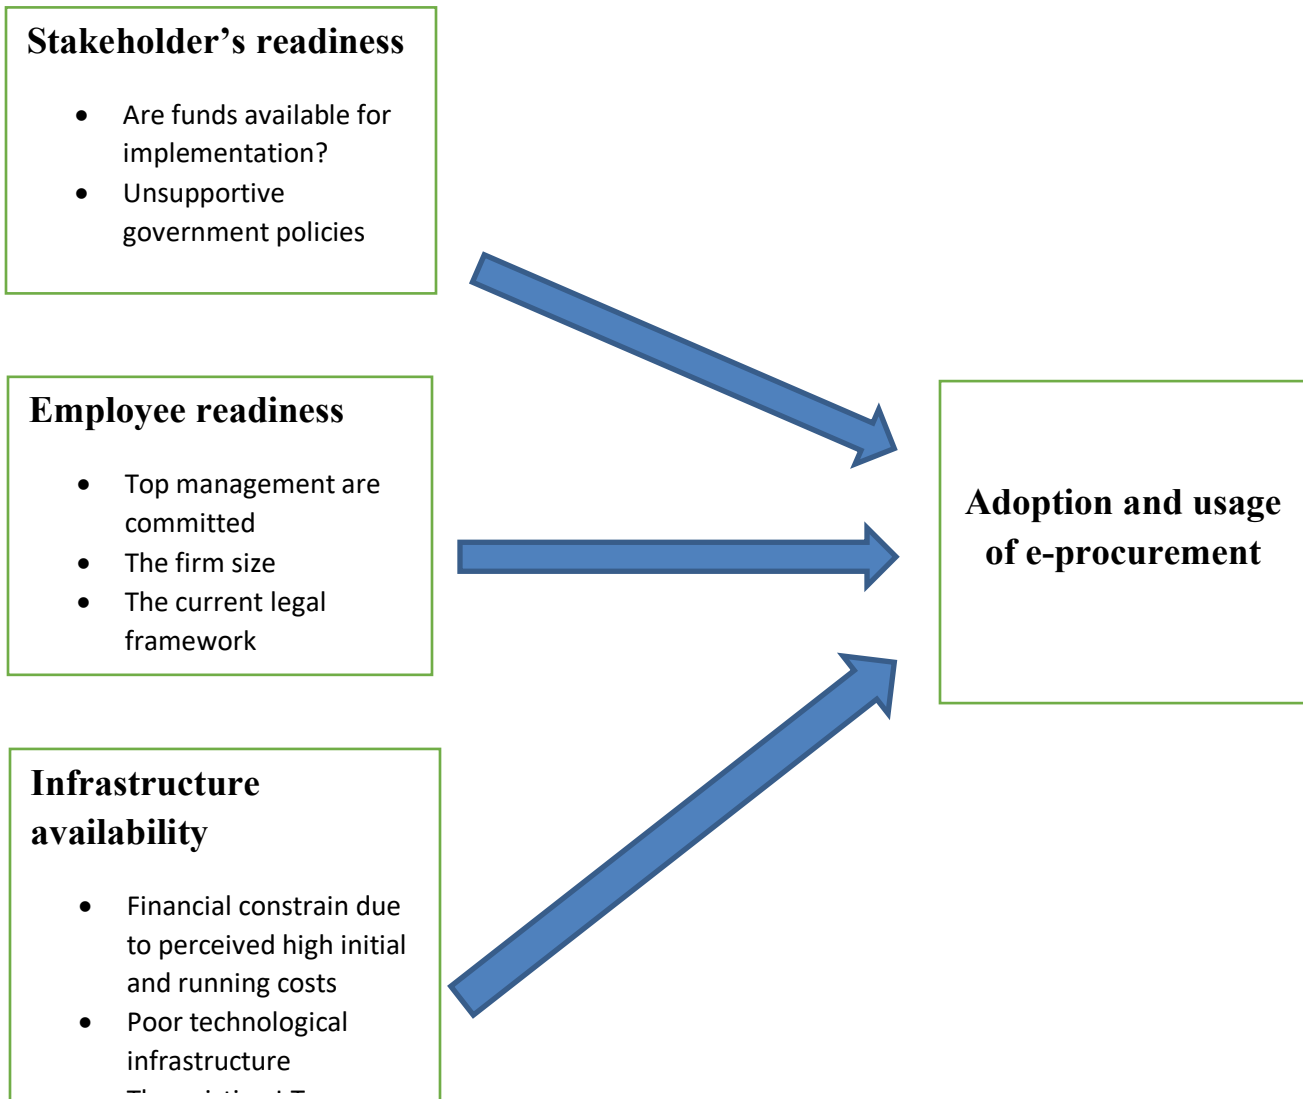 Stakeholder’s readiness
• Are funds available for
implementation?
• Unsupportive
government policies
Employee readiness
• Top management are
committed
• The firm size
• The current legal
framework
Infrastructure
availability
• Financial constrain due
to perceived high initial
and running costs
• Poor technological
infrastructure
Adoption and usage
of e-procurement